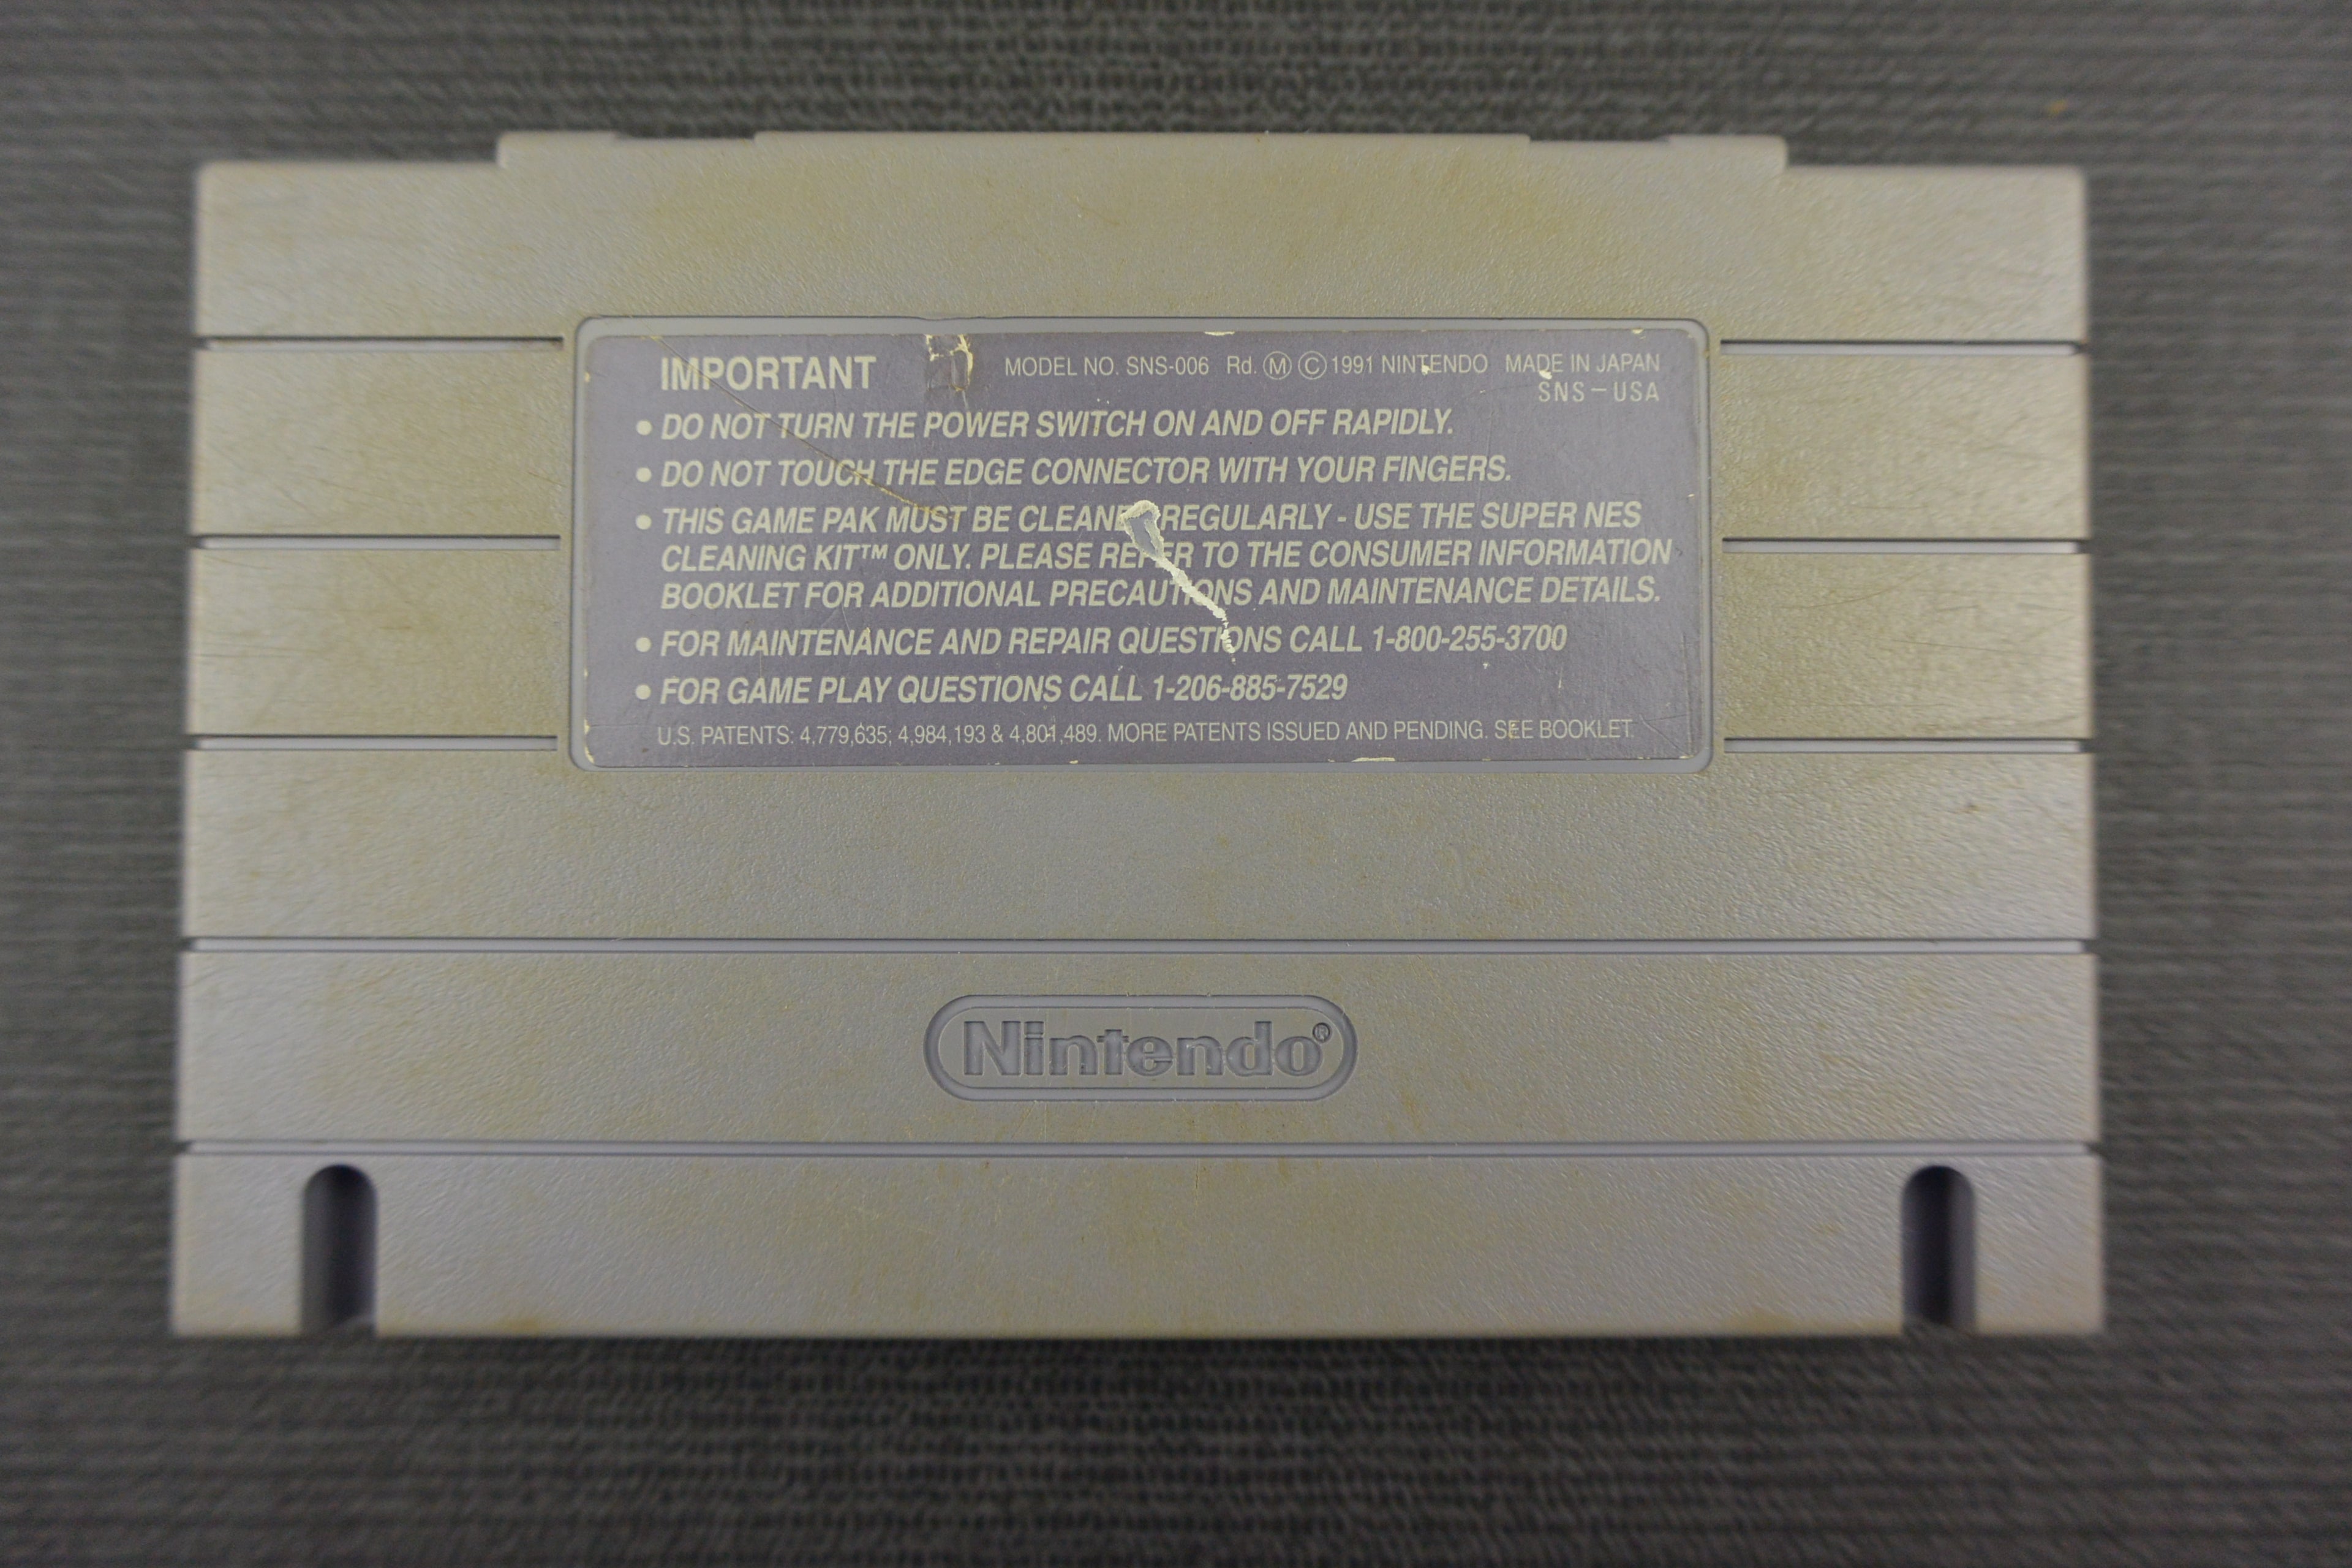 IMPORTANT MODEL NO. SNS-006 Rd. Ⓜ Ⓒ 1991 NINTENDO MADE IN JAPAN
SNS-USA
• DO NOT TURN THE POWER SWITCH ON AND OFF RAPIDLY.
• DO NOT TOUCH THE EDGE CONNECTOR WITH YOUR FINGERS.
• THIS GAME PAK MUST BE CLEANED REGULARLY - USE THE SUPER NES
CLEANING KIT™ ONLY. PLEASE REFER TO THE CONSUMER INFORMATION
BOOKLET FOR ADDITIONAL PRECAUTIONS AND MAINTENANCE DETAILS.
• FOR MAINTENANCE AND REPAIR QUESTIONS CALL 1-800-255-3700
• FOR GAME PLAY QUESTIONS CALL 1-206-885-7529
U.S. PATENTS: 4,779,635; 4,984,193 & 4,801,489. MORE PATENTS ISSUED AND PENDING. SEE BOOKLET.
Nintendo®